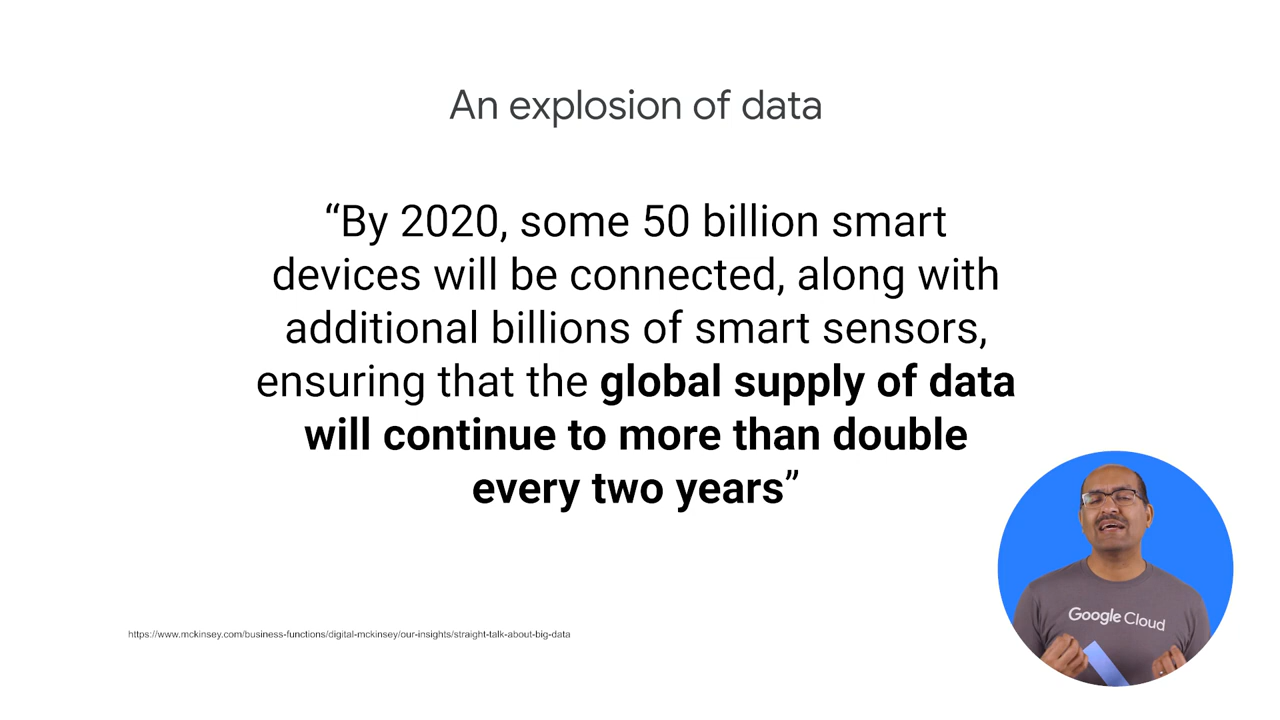 An explosion of data
“By 2020, some 50 billion smart
devices will be connected, along with
additional billions of smart sensors,
ensuring that the global supply of data
will continue to more than double
every two years”
https://www.mckinsey.com/business-functions/digital-mckinsey/our-insights/straight-talk-about-big-data
Google Cloud